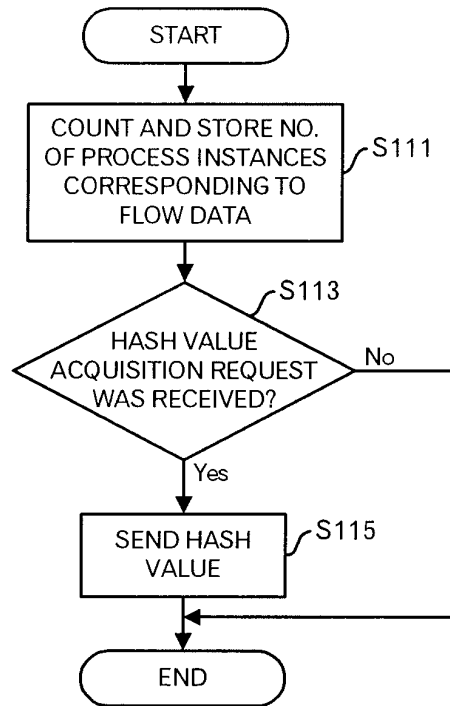 START
COUNT AND STORE NO.
OF PROCESS INSTANCES
CORRESPONDING TO
FLOW DATA
S111
S113
HASH VALUE
ACQUISITION REQUEST
WAS RECEIVED?
No
Yes
SEND HASH
VALUE
S115
END